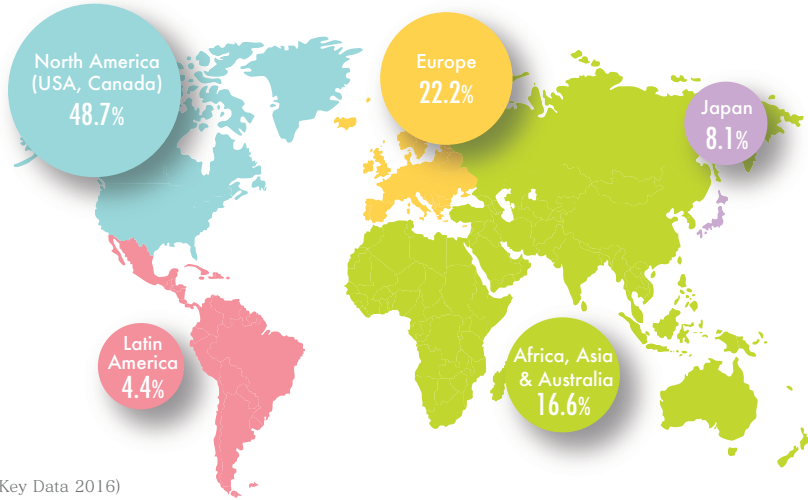 North America
(USA, Canada)
48.7%
Europe
22.2%
Japan
8.1%
Latin
America
4.4%
Africa, Asia
& Australia
16.6%
Key Data 2016)